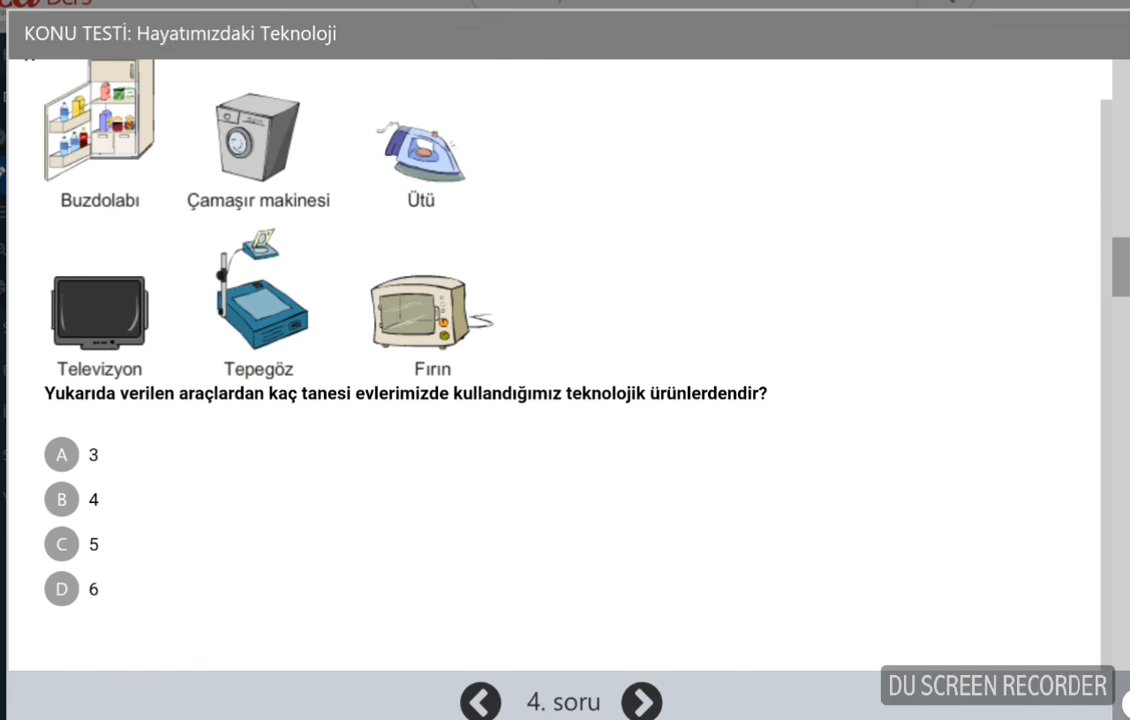 Ders
KONU TESTİ: Hayatımızdaki Teknoloji
Buzdolabı Çamaşır makinesi Ütü
Televizyon Tepegöz Fırın
Yukarıda verilen araçlardan kaç tanesi evlerimizde kullandığımız teknolojik ürünlerdendir?
A 3
B 4
C 5
D 6
4. soru
DU SCREEN RECORDER